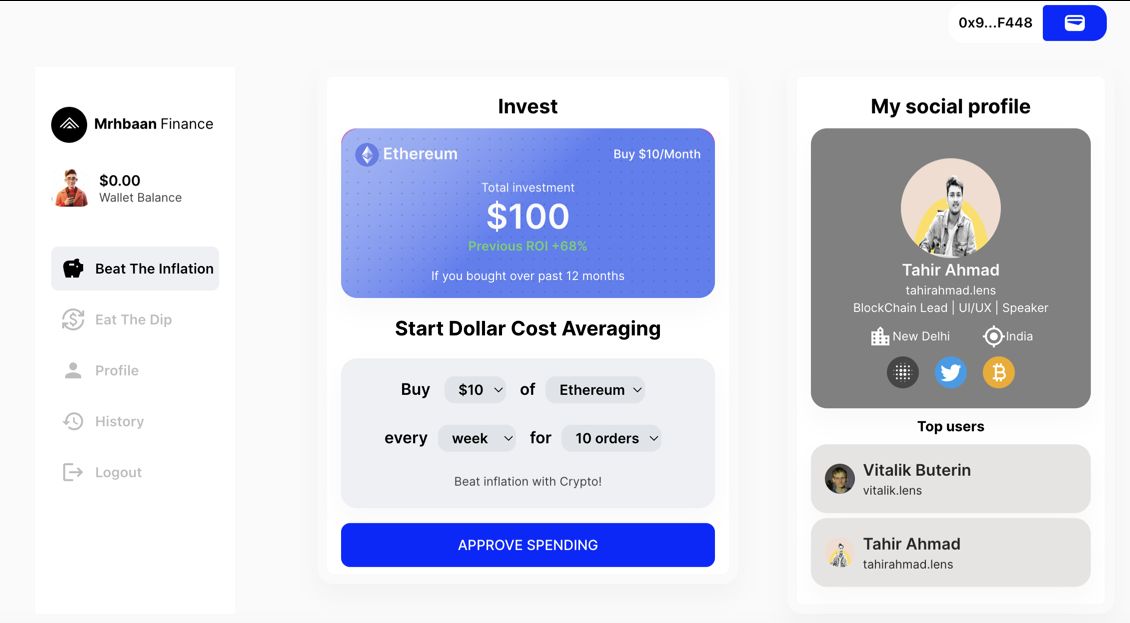 0x9...F448
Mrhbaan Finance
$0.00
Wallet Balance
Beat The Inflation
Eat The Dip
Profile
History
Logout
Invest
Ethereum
Buy $10/Month
Total investment
$100
Previous ROI +68%
If you bought over past 12 months
Start Dollar Cost Averaging
Buy $10 of Ethereum
every week for 10 orders
Beat inflation with Crypto!
APPROVE SPENDING
My social profile
Tahir Ahmad
tahirahmad.lens
BlockChain Lead | UI/UX | Speaker
New Delhi India
Top users
Vitalik Buterin
vitalik.lens
Tahir Ahmad
tahirahmad.lens